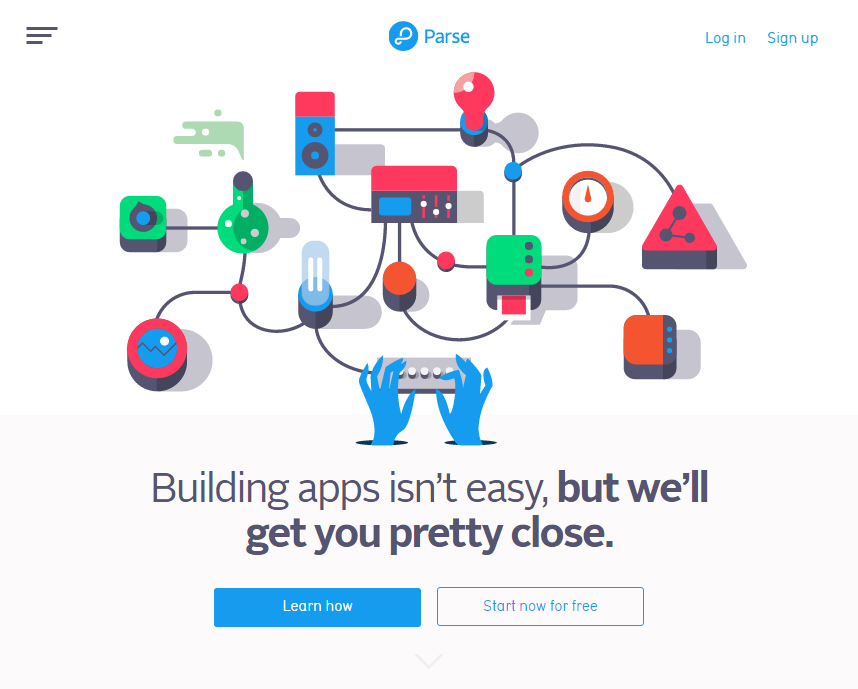 Parse
Log in
Sign up
Building apps isn't easy, but we'll
get you pretty close.
Learn how
Start now for free